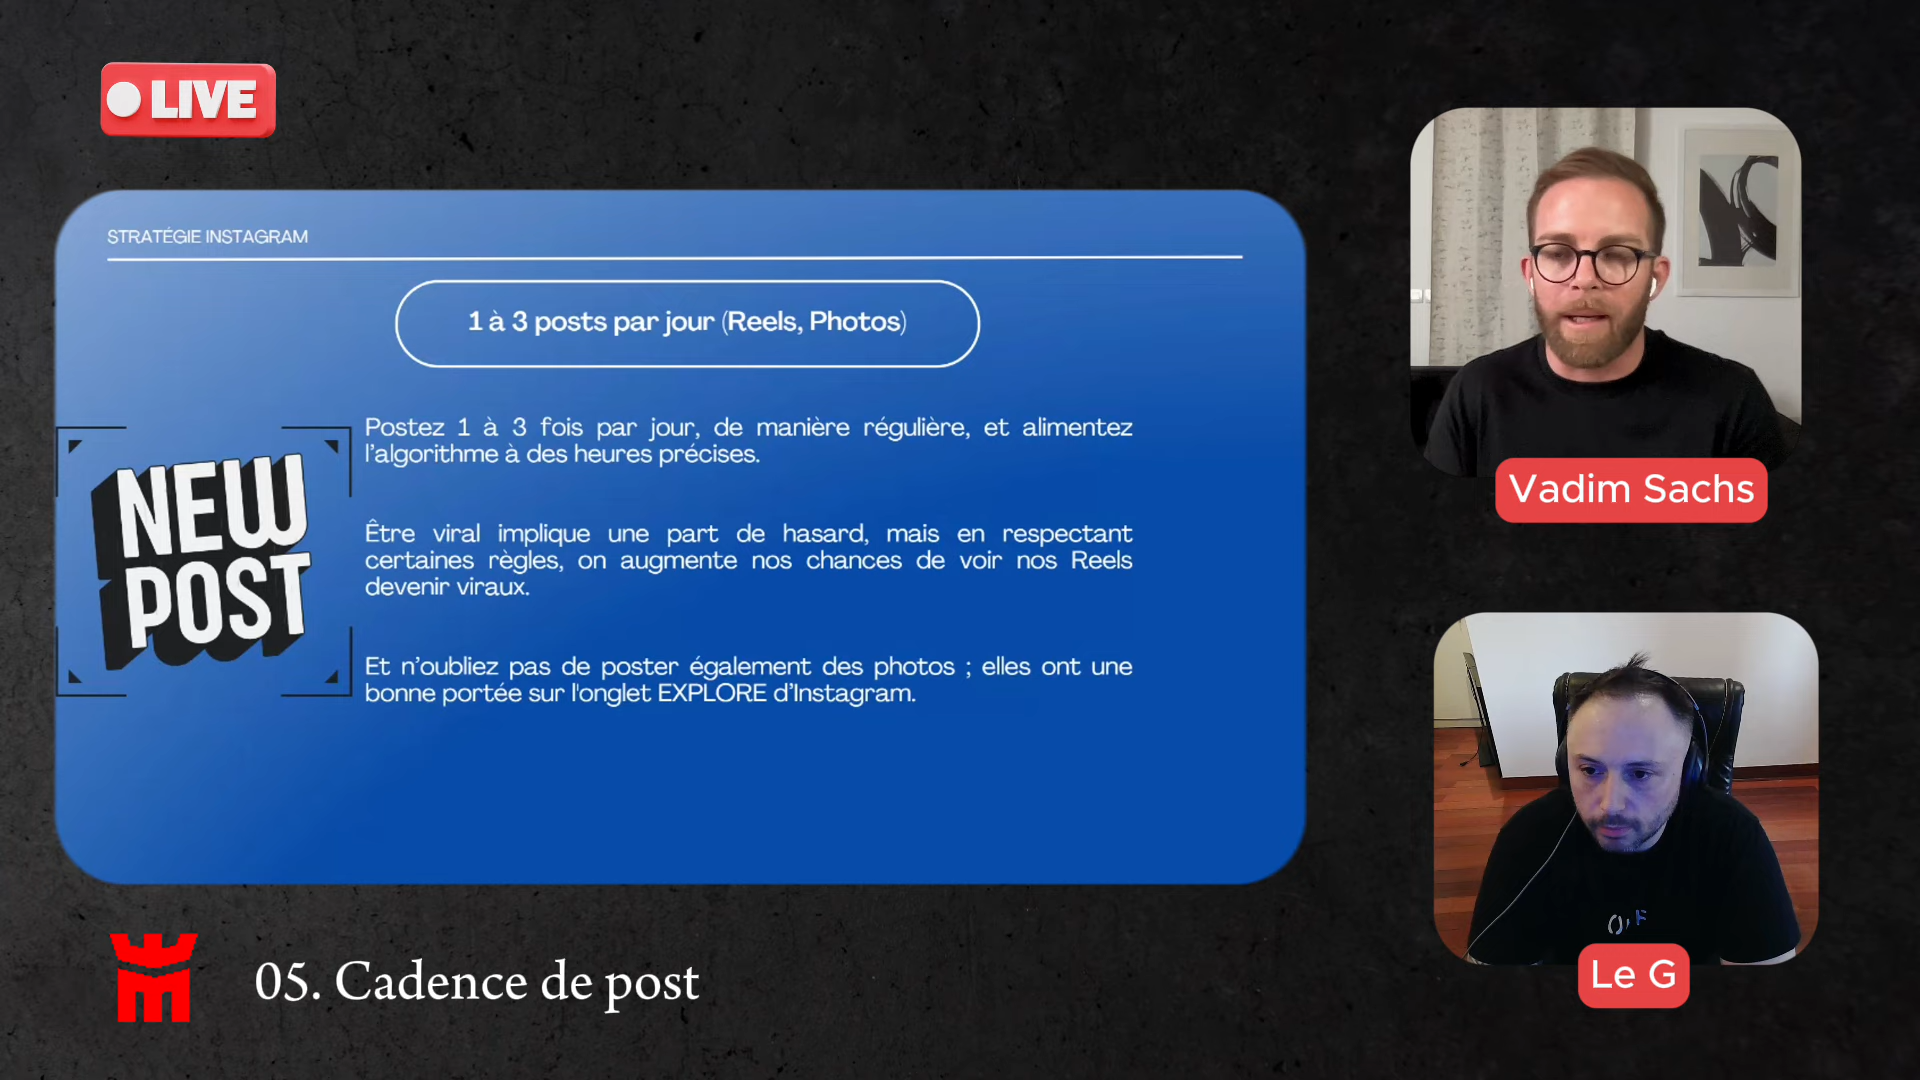 LIVE
STRATÉGIE INSTAGRAM
1 à 3 posts par jour (Reels, Photos)
Postez 1 à 3 fois par jour, de manière régulière, et alimentez
l'algorithme à des heures précises.
NEW
POST
Être viral implique une part de hasard, mais en respectant
certaines règles, on augmente nos chances de voir nos Reels
devenir viraux.
Et n'oubliez pas de poster également des photos ; elles ont une
bonne portée sur l'onglet EXPLORE d'Instagram.
Vadim Sachs
Le G
05. Cadence de post